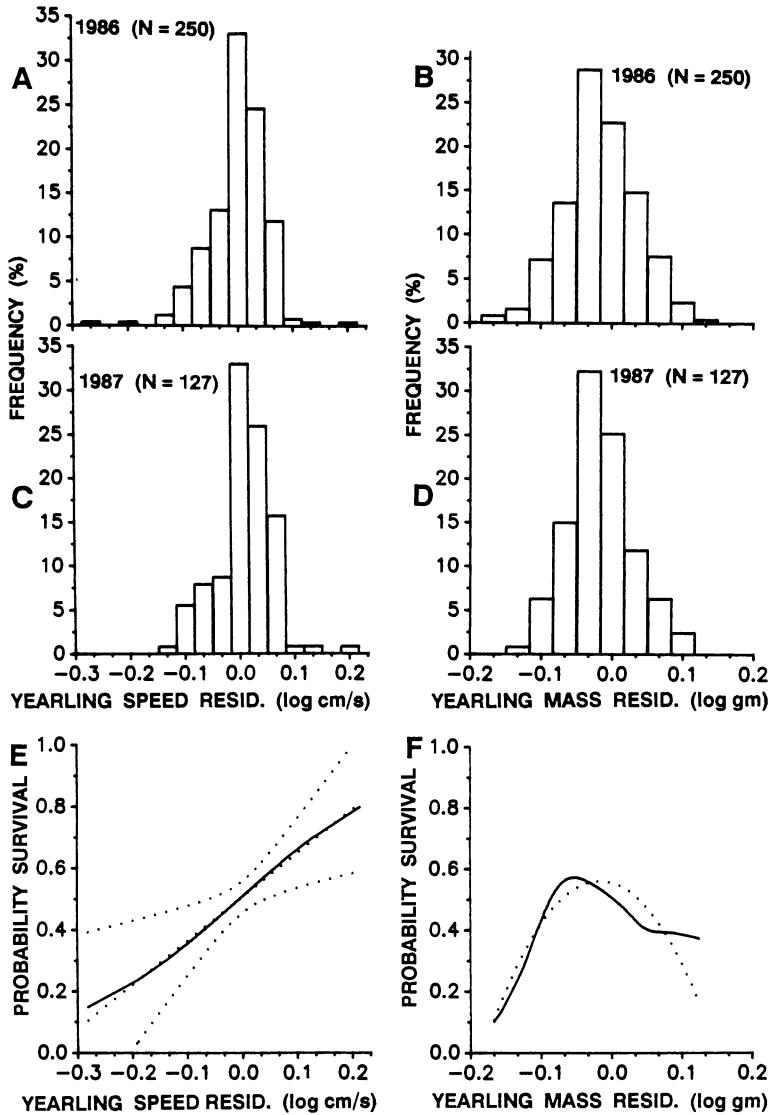 A
1986 (N = 250)
35
30
25
20
15
10
5
0
B
1986 (N = 250)
30
25
20
15
10
5
0
FREQUENCY (%)
FREQUENCY (%)
C
1987 (N = 127)
35
30
25
20
15
10
5
0
−0.3 −0.2 −0.1 0.0 0.1 0.2
YEARLING SPEED RESID. (log cm/s)
D
1987 (N = 127)
35
30
25
20
15
10
5
0
−0.2 −0.1 0.0 0.1 0.2
YEARLING MASS RESID. (log gm)
E
PROBABILITY SURVIVAL
1.0
0.8
0.6
0.4
0.2
0.0
−0.3 −0.2 −0.1 0.0 0.1 0.2
YEARLING SPEED RESID. (log cm/s)
F
PROBABILITY SURVIVAL
1.0
0.8
0.6
0.4
0.2
0.0
−0.2 −0.1 0.0 0.1 0.2
YEARLING MASS RESID. (log gm)